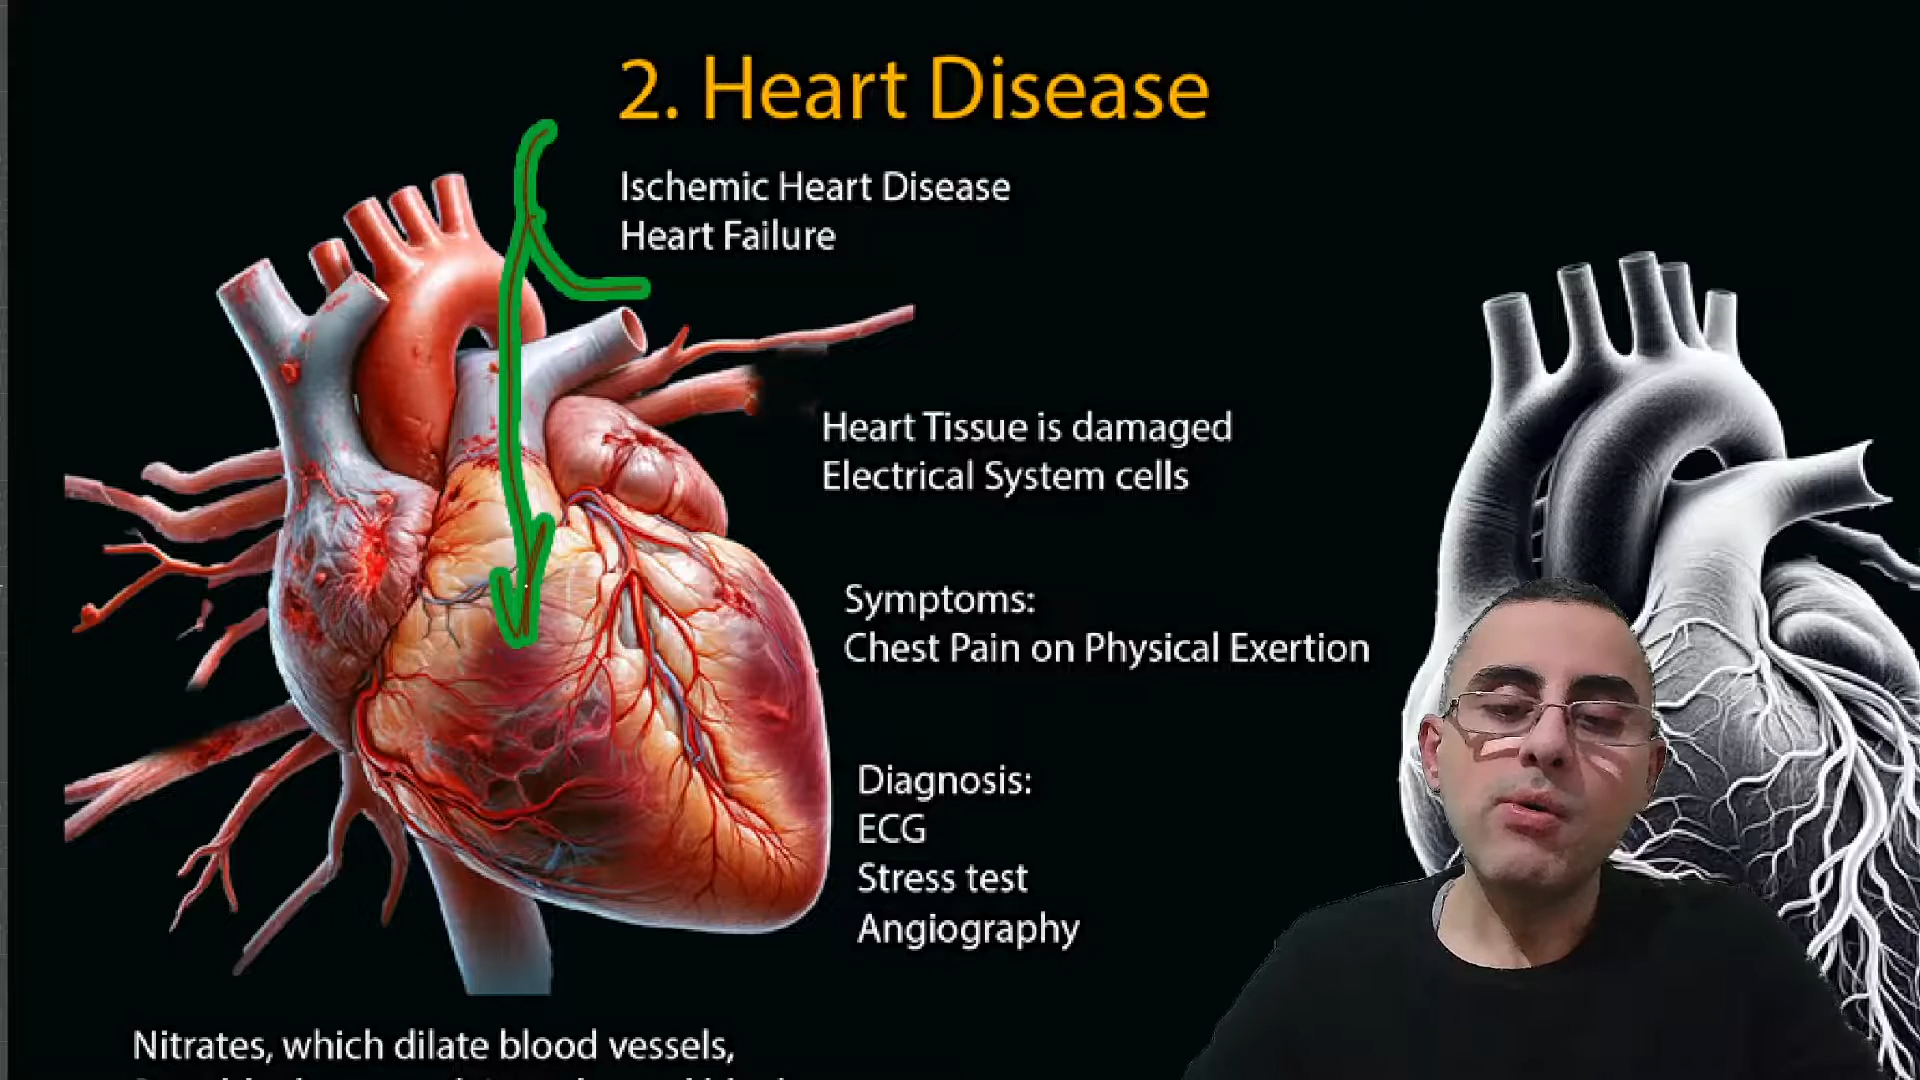 2. Heart Disease
Ischemic Heart Disease
Heart Failure
Heart Tissue is damaged
Electrical System cells
Symptoms:
Chest Pain on Physical Exertion
Diagnosis:
ECG
Stress test
Angiography
Nitrates, which dilate blood vessels,